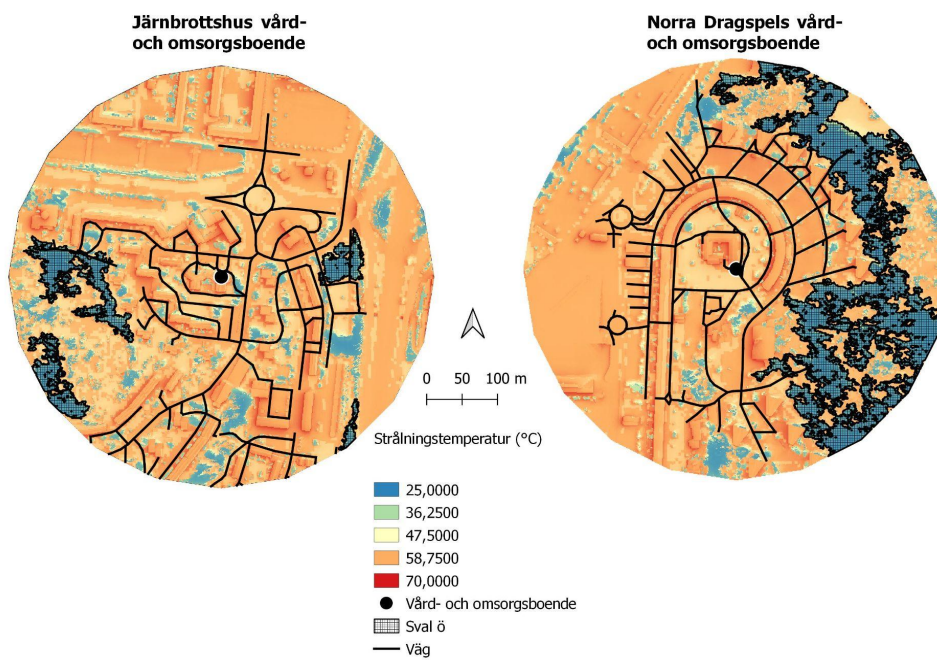 Järnbrottshus vård-
och omsorgsboende
Norra Dragspels vård-
och omsorgsboende
0 50 100 m
Strålningstemperatur (°C)
25,0000
36,2500
47,5000
58,7500
70,0000
Vård- och omsorgsboende
Sval ö
Väg